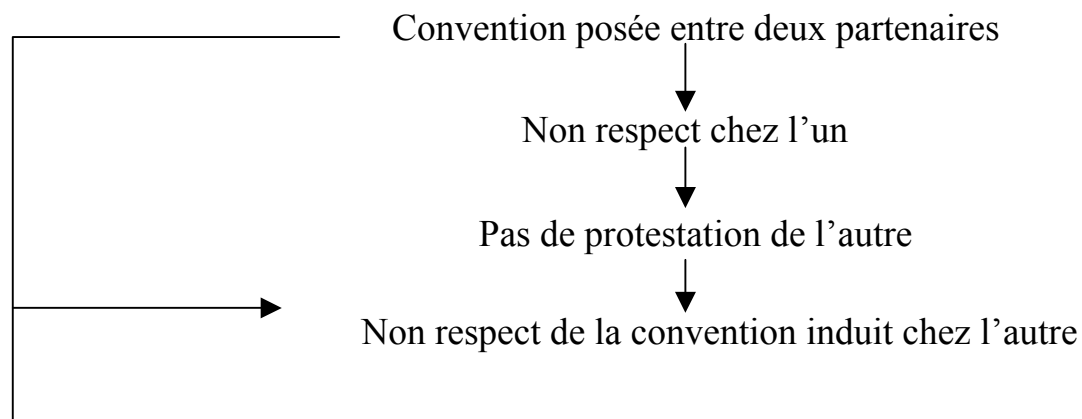 Convention posée entre deux partenaires
Non respect chez l’un
Pas de protestation de l’autre
Non respect de la convention induit chez l’autre